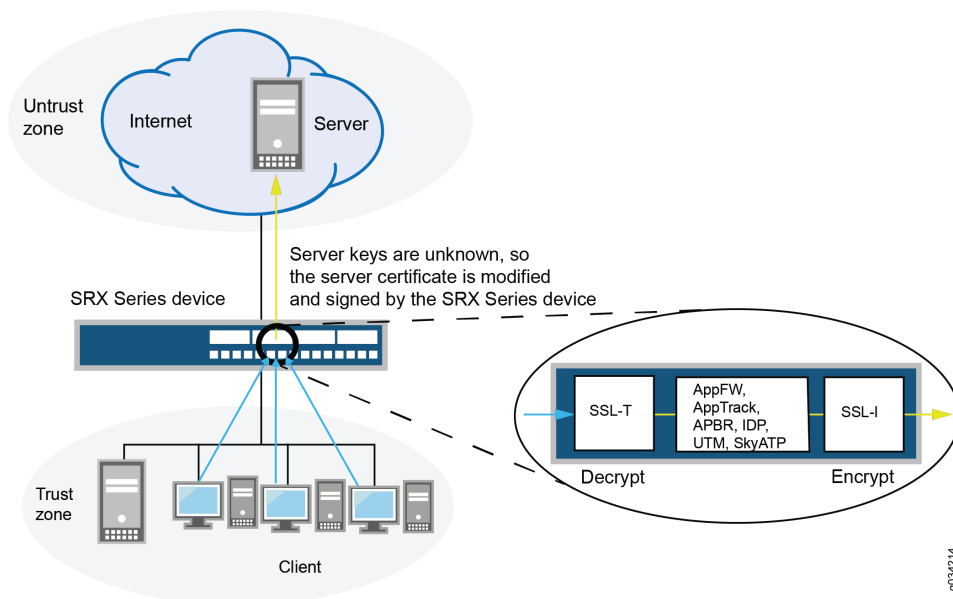 Untrust
zone
Internet
Server
Server keys are unknown, so
the server certificate is modified
and signed by the SRX Series device
SRX Series device
SSL-T
AppFW,
AppTrack,
APBR, IDP,
UTM, SkyATP
SSL-I
Decrypt
Encrypt
Trust
zone
Client
g034214